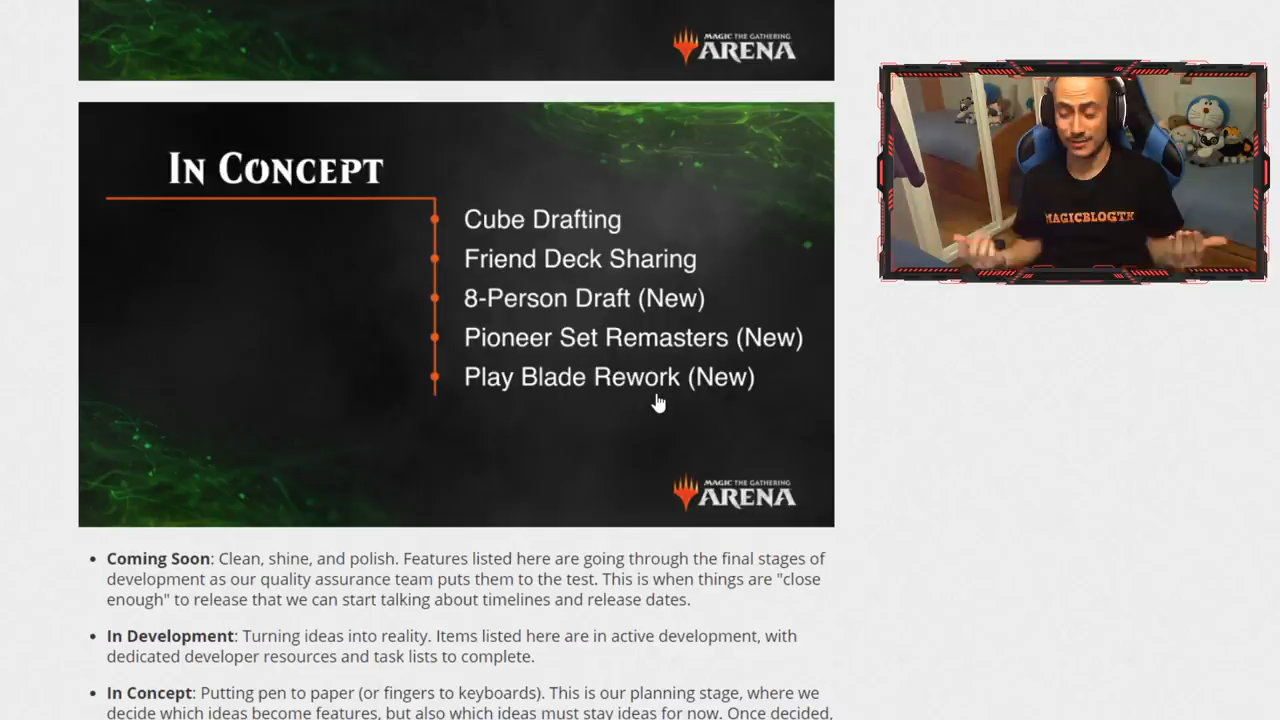 MAGIC THE GATHERING
ARENA
IN CONCEPT
Cube Drafting
Friend Deck Sharing
8-Person Draft (New)
Pioneer Set Remasters (New)
Play Blade Rework (New)
MAGIC THE GATHERING
ARENA
MAGICBLOGTK
• Coming Soon: Clean, shine, and polish. Features listed here are going through the final stages of
development as our quality assurance team puts them to the test. This is when things are "close
enough" to release that we can start talking about timelines and release dates.
• In Development: Turning ideas into reality. Items listed here are in active development, with
dedicated developer resources and task lists to complete.
• In Concept: Putting pen to paper (or fingers to keyboards). This is our planning stage, where we
decide which ideas become features, but also which ideas must stay ideas for now. Once decided,